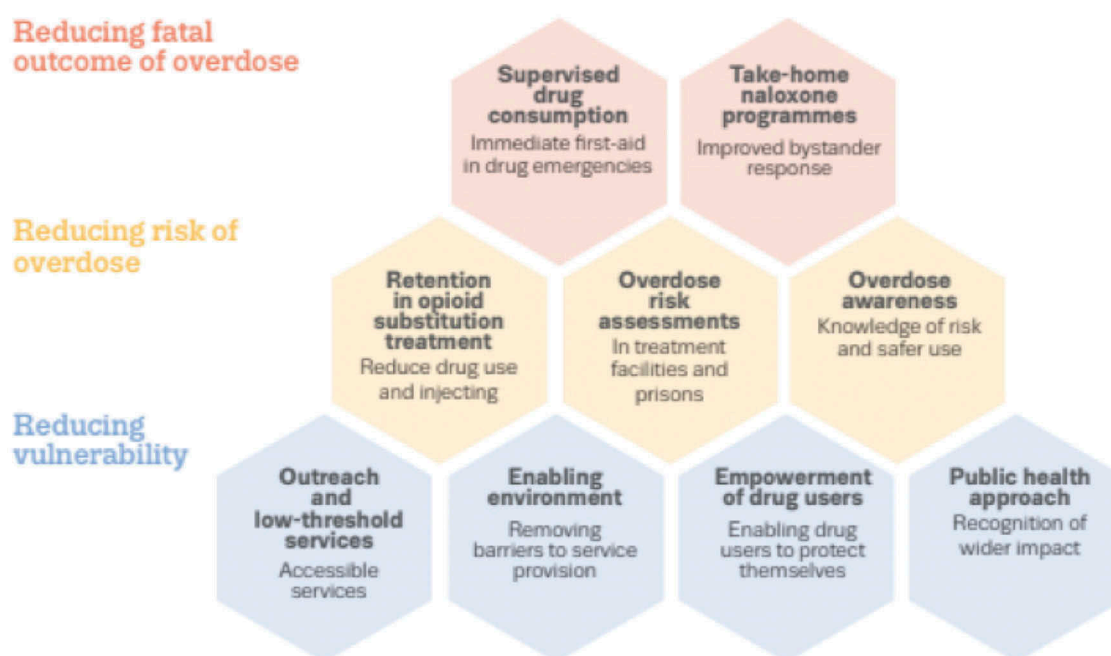 Reducing fatal
outcome of overdose
Supervised
drug
consumption
Immediate first-aid
in drug emergencies
Take-home
naloxone
programmes
Improved bystander
response
Reducing risk of
overdose
Retention
in opioid
substitution
treatment
Reduce drug use
and injecting
Overdose
risk
assessments
In treatment
facilities and
prisons
Overdose
awareness
Knowledge of risk
and safer use
Reducing
vulnerability
Outreach
and
low-threshold
services
Accessible
services
Enabling
environment
Removing
barriers to service
provision
Empowerment
of drug users
Enabling drug
users to protect
themselves
Public health
approach
Recognition of
wider impact